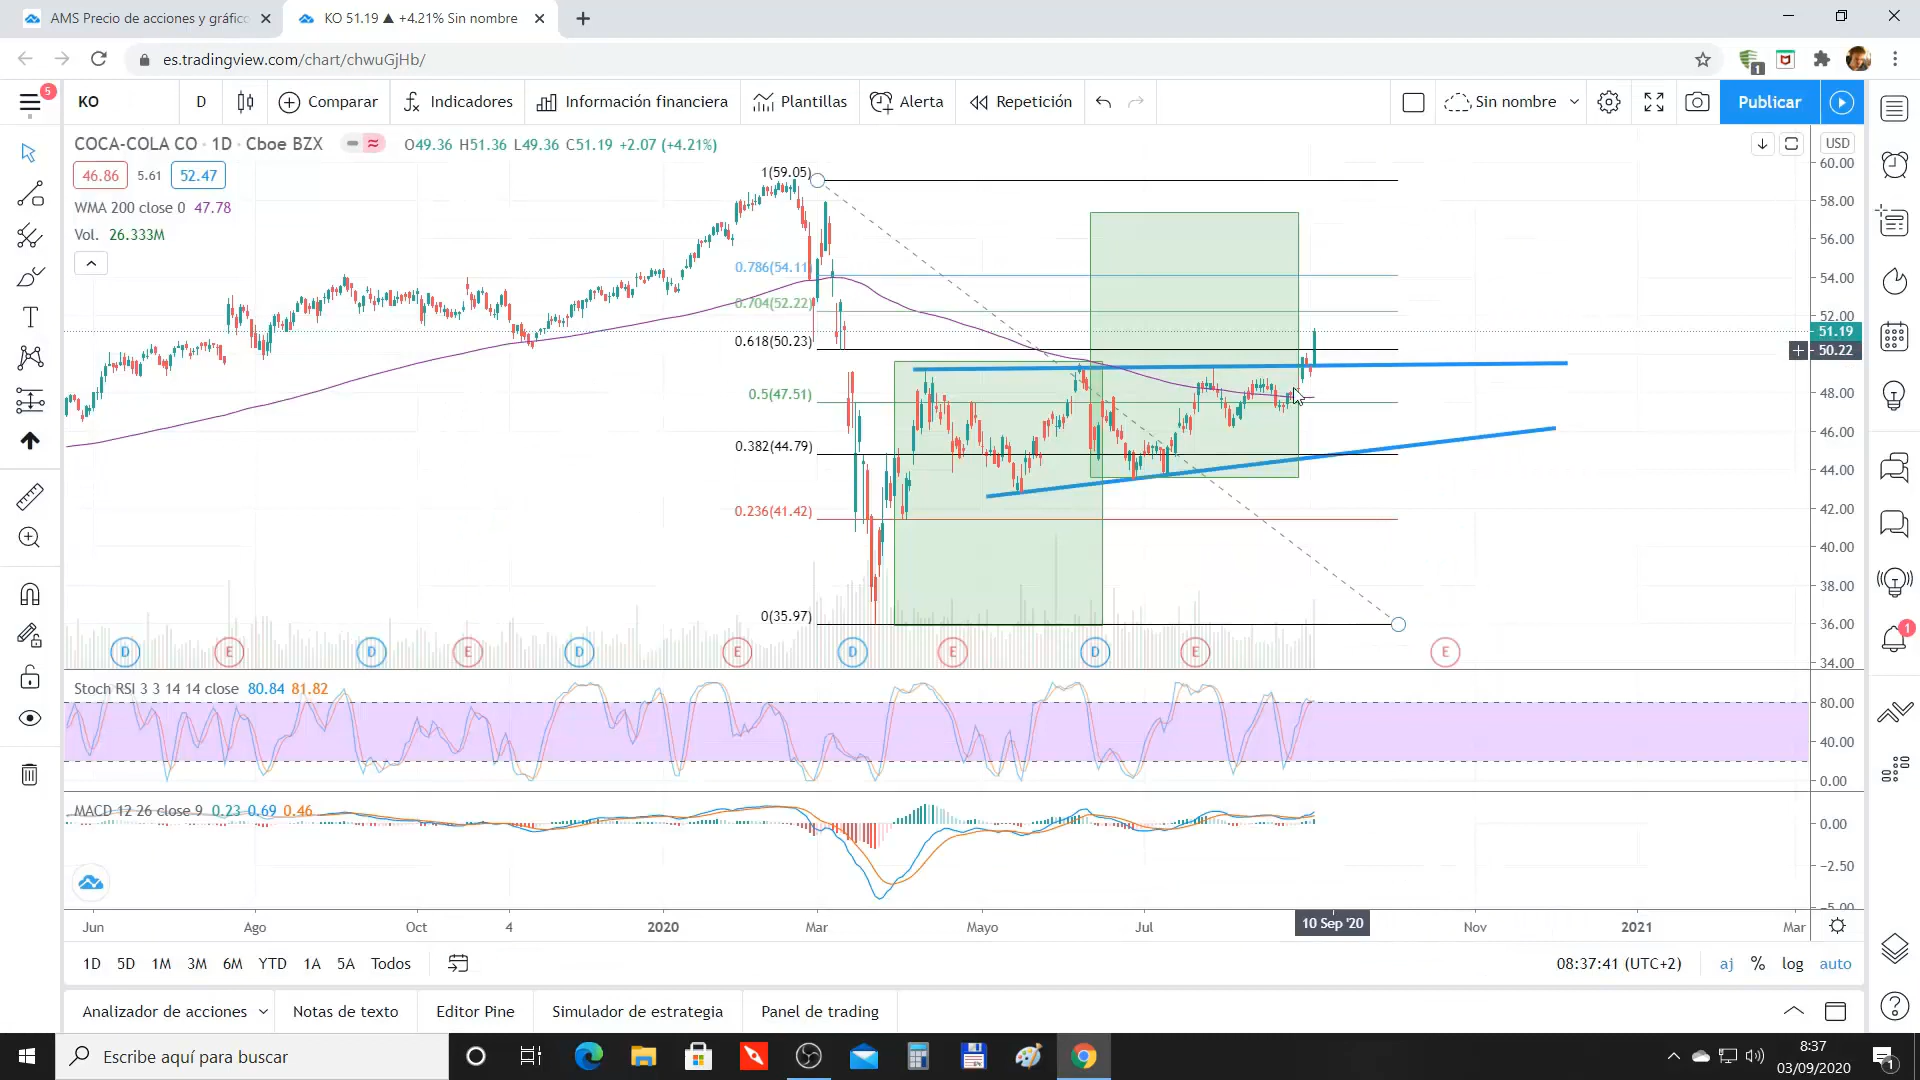 AMS Precio de acciones y gráfico
KO 51.19 ▲ +4.21% Sin nombre
es.tradingview.com/chart/chwuGjHb/
1
5
KO
D
Comparar
Indicadores
Información financiera
Plantillas
Alerta
Repetición
Sin nombre
Publicar
COCA-COLA CO · 1D · Cboe BZX
O49.36 H51.36 L49.36 C51.19 +2.07 (+4.21%)
46.86 5.61 52.47
WMA 200 close 0 47.78
Vol. 26.333M
1(59.05)
0.786(54.11)
0.704(52.22)
0.618(50.23)
0.5(47.51)
0.382(44.79)
0.236(41.42)
0(35.97)
USD
60.00
58.00
56.00
54.00
52.00
51.19
50.22
48.00
46.00
44.00
42.00
40.00
38.00
36.00
34.00
D E D E D E D E D E E
Stoch RSI 3 3 14 14 close 80.84 81.82
80.00
40.00
0.00
MACD 12 26 close 9 0.23 0.69 0.46
0.00
−2.50
−5.00
Jun Ago Oct 4 2020 Mar Mayo Jul 10 Sep '20 Nov 2021 Mar
1D 5D 1M 3M 6M YTD 1A 5A Todos
08:37:41 (UTC+2) aj % log auto
1
Analizador de acciones Notas de texto Editor Pine Simulador de estrategia Panel de trading
Escribe aquí para buscar
8:37
03/09/2020
1